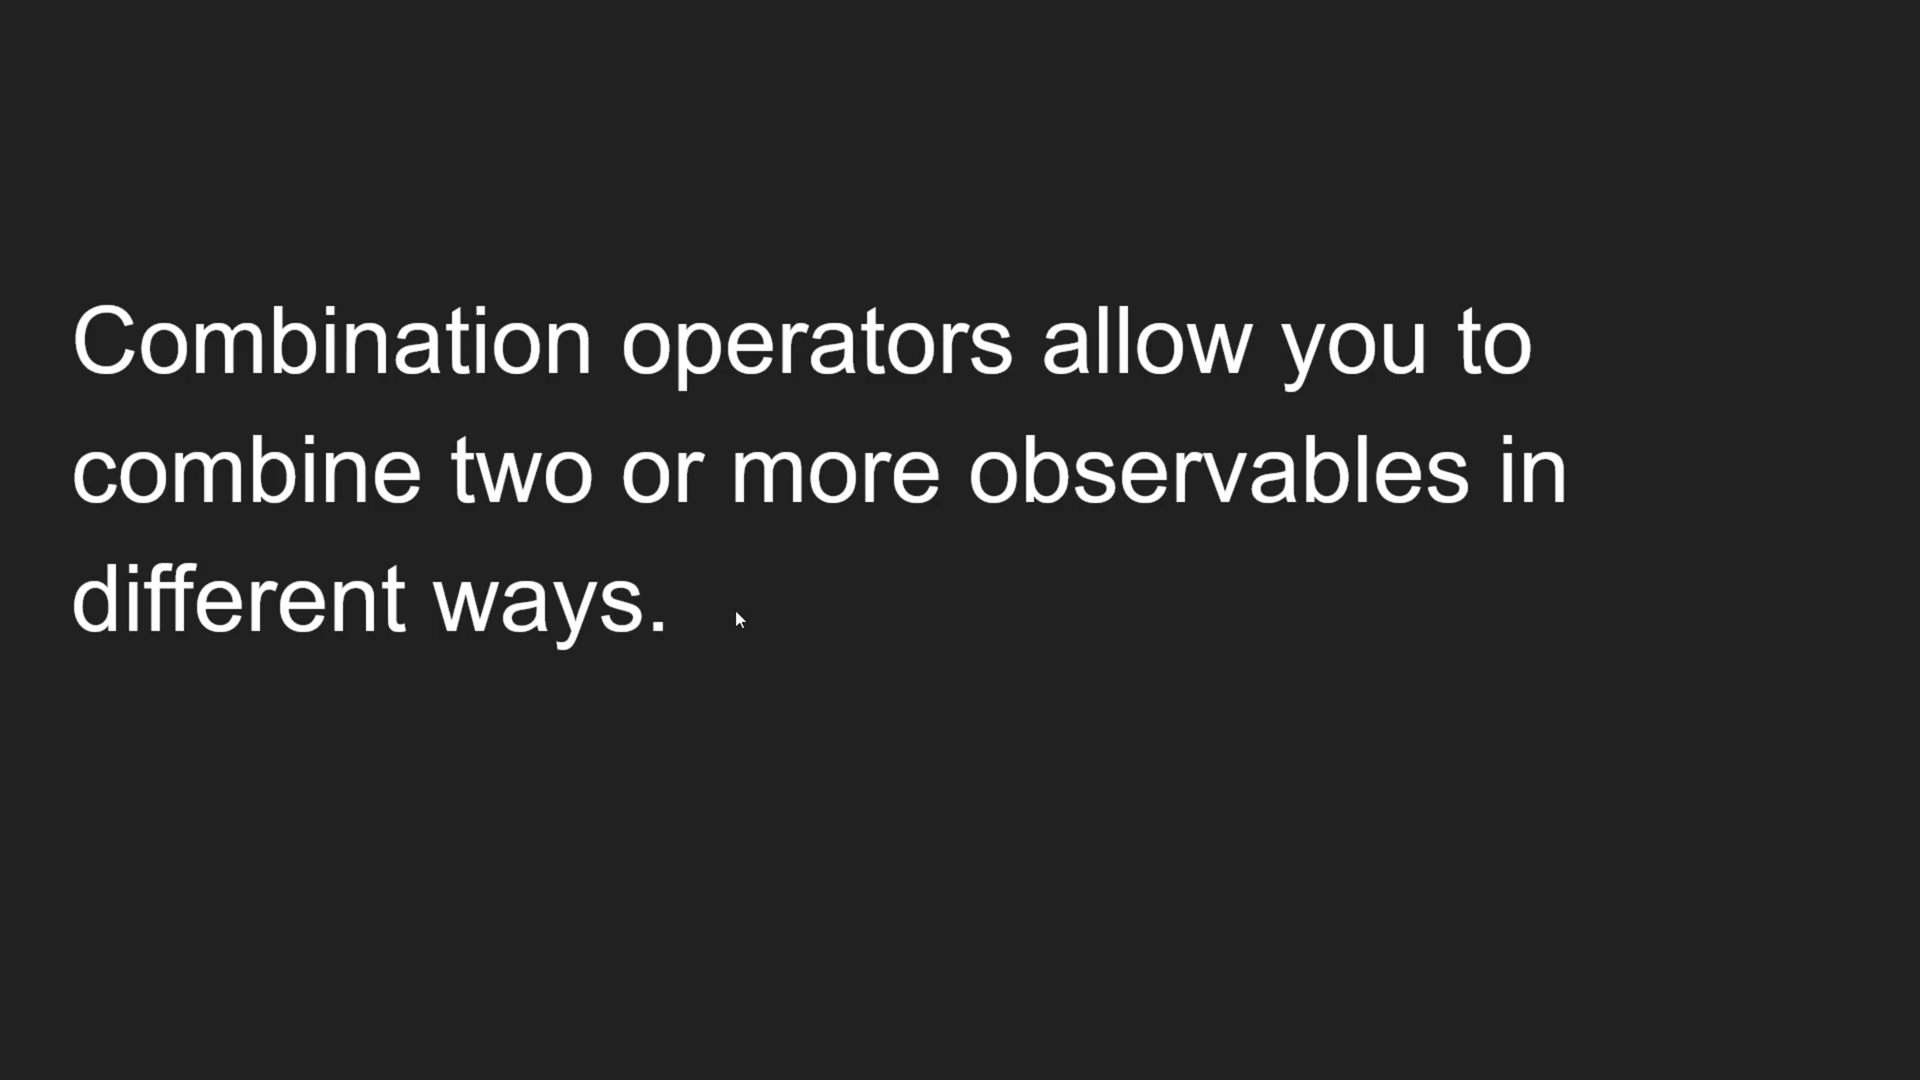 Combination operators allow you to
combine two or more observables in
different ways.